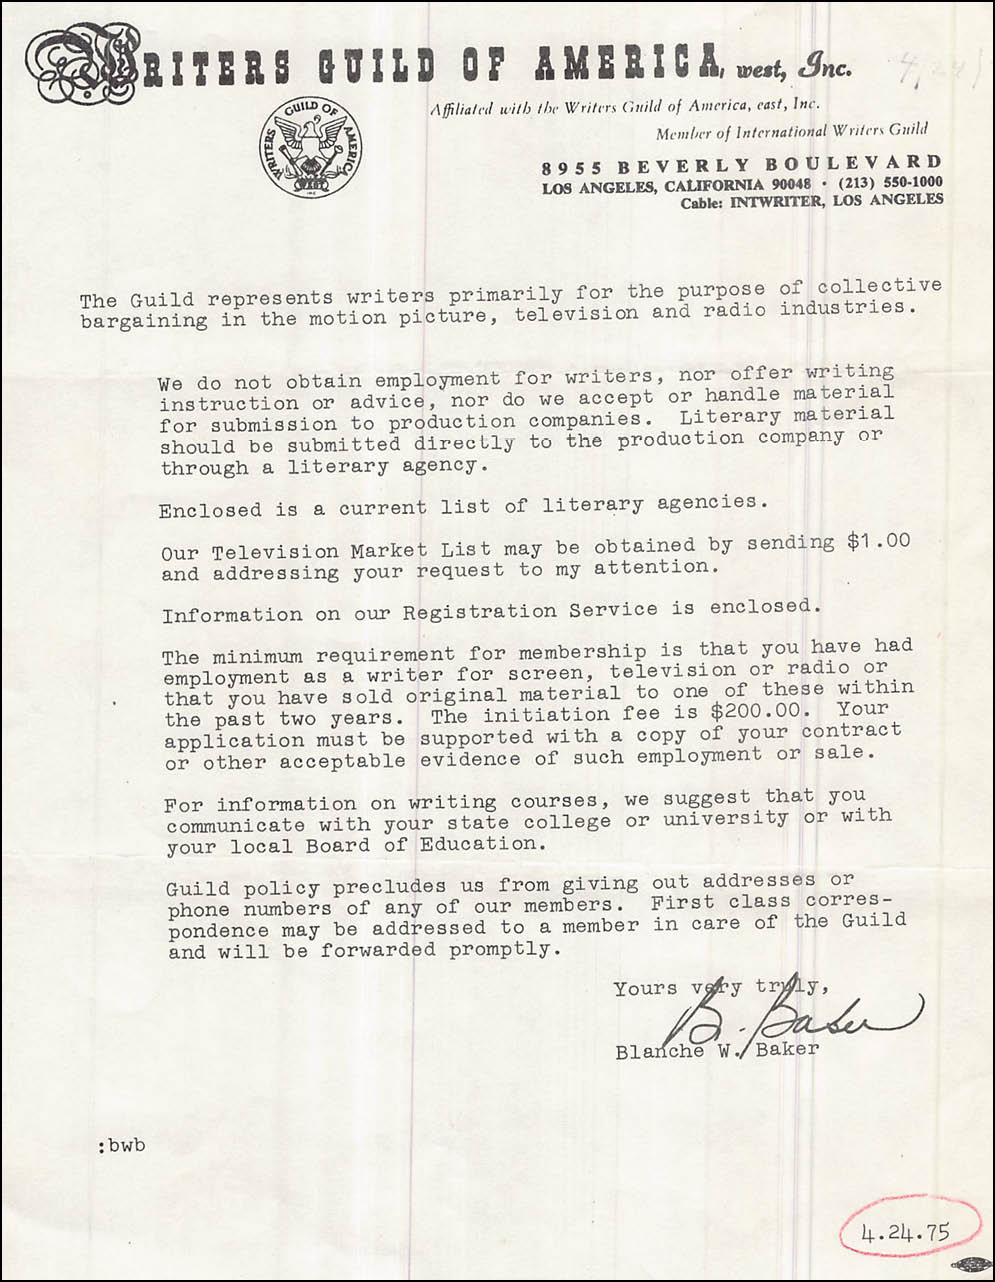 WRITERS GUILD OF AMERICA, west, Inc.
4,24
Affiliated with the Writers Guild of America, east, Inc.
Member of International Writers Guild
WRITERS GUILD OF AMERICA
WEST
INC
8955 BEVERLY BOULEVARD
LOS ANGELES, CALIFORNIA 90048 · (213) 550-1000
Cable: INTWRITER, LOS ANGELES
The Guild represents writers primarily for the purpose of collective
bargaining in the motion picture, television and radio industries.
We do not obtain employment for writers, nor offer writing
instruction or advice, nor do we accept or handle material
for submission to production companies. Literary material
should be submitted directly to the production company or
through a literary agency.
Enclosed is a current list of literary agencies.
Our Television Market List may be obtained by sending $1.00
and addressing your request to my attention.
Information on our Registration Service is enclosed.
The minimum requirement for membership is that you have had
employment as a writer for screen, television or radio or
that you have sold original material to one of these within
the past two years. The initiation fee is $200.00. Your
application must be supported with a copy of your contract
or other acceptable evidence of such employment or sale.
For information on writing courses, we suggest that you
communicate with your state college or university or with
your local Board of Education.
Guild policy precludes us from giving out addresses or
phone numbers of any of our members. First class corres-
pondence may be addressed to a member in care of the Guild
and will be forwarded promptly.
Yours very truly,
B. Baker
Blanche W. Baker
:bwb
4.24.75